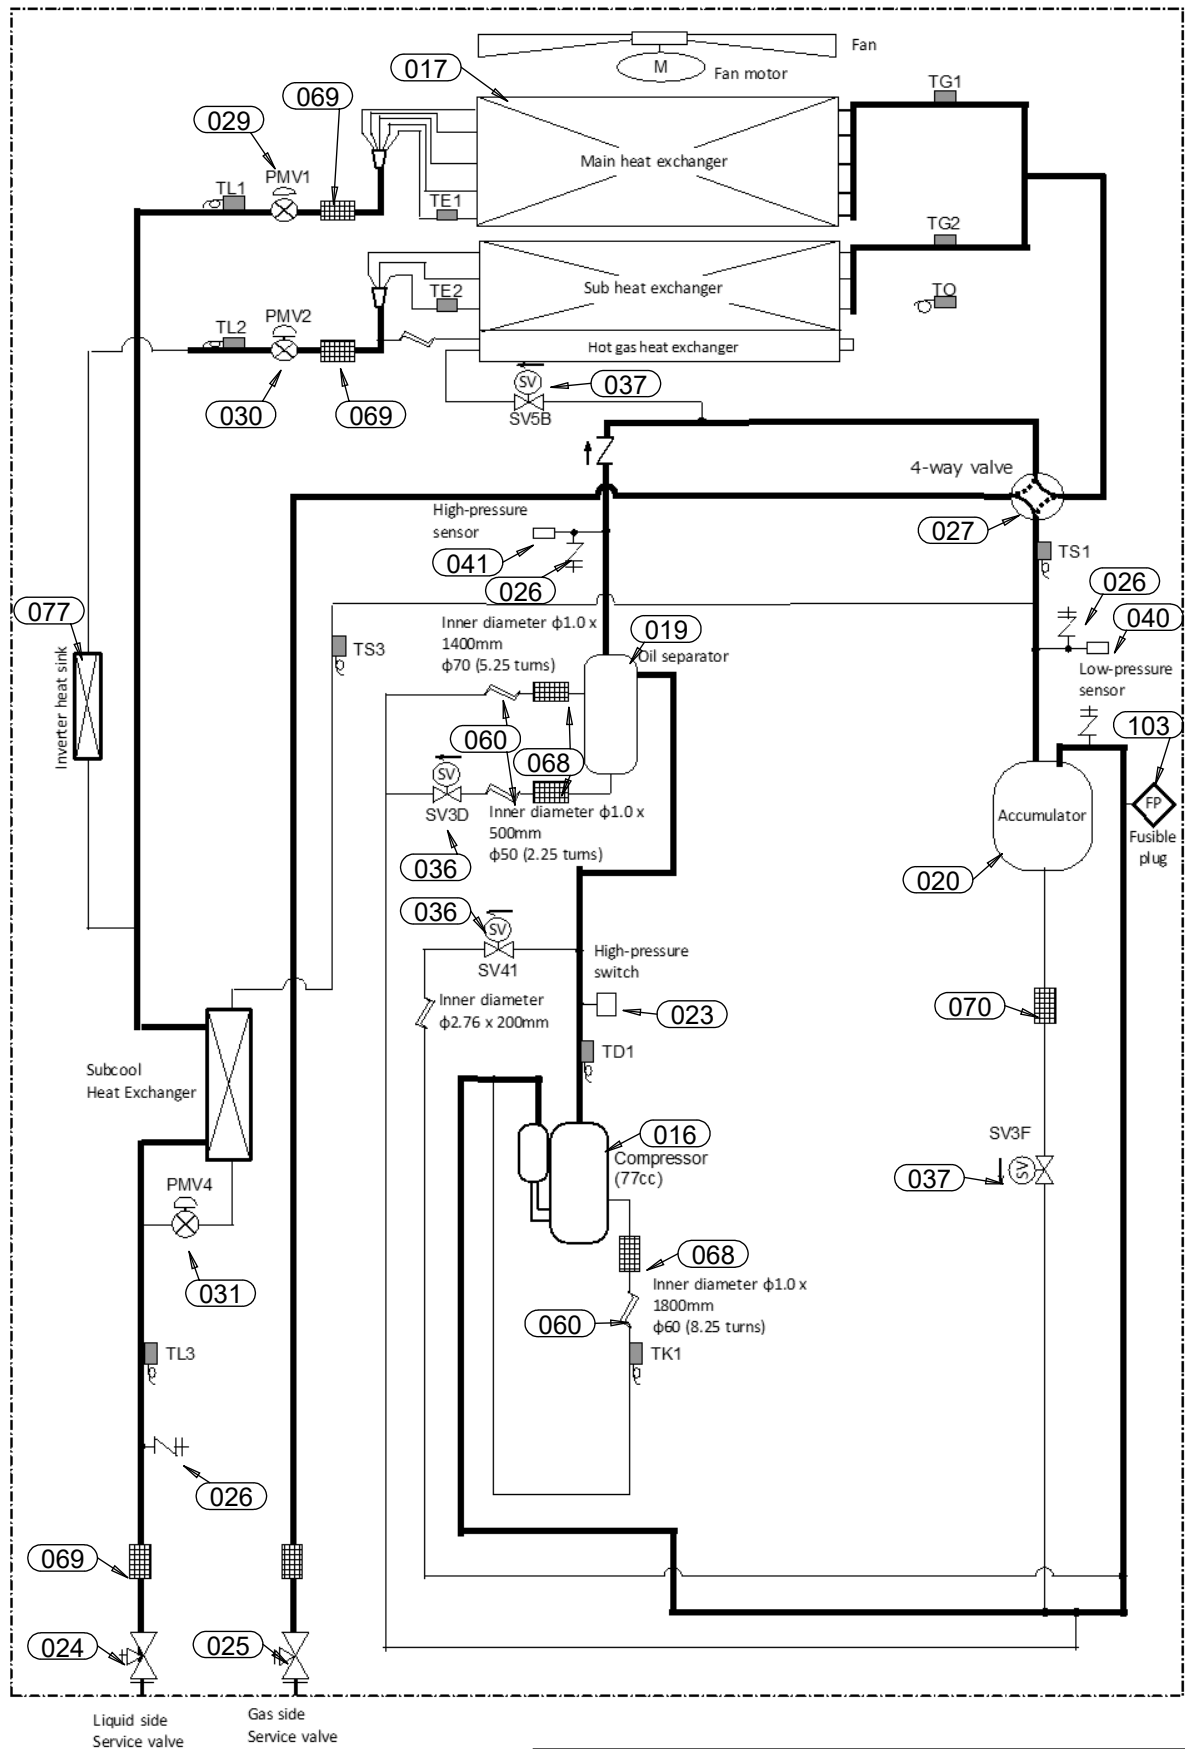 Fan
M
Fan motor
017
TG1
069
029
PMV1
TL1
Main heat exchanger
TE1
TG2
Sub heat exchanger
TE2
TO
PMV2
TL2
Hot gas heat exchanger
030
069
SV
037
SV5B
4-way valve
High-pressure
sensor
027
041
026
TS1
026
040
077
Inner diameter ϕ1.0 x
1400mm
ϕ70 (5.25 turns)
019
Oil separator
TS3
Low-pressure
sensor
Inverter heat sink
060
068
103
SV
SV3D
Inner diameter ϕ1.0 x
500mm
ϕ50 (2.25 turns)
Accumulator
FP
Fusible
plug
036
020
036
SV
SV41
High-pressure
switch
Inner diameter
ϕ2.76 x 200mm
023
070
TD1
Subcool
Heat Exchanger
016
Compressor
(77cc)
SV3F
SV
037
PMV4
031
068
Inner diameter ϕ1.0 x
1800mm
ϕ60 (8.25 turns)
060
TL3
TK1
026
069
024
025
Liquid side
Service valve
Gas side
Service valve